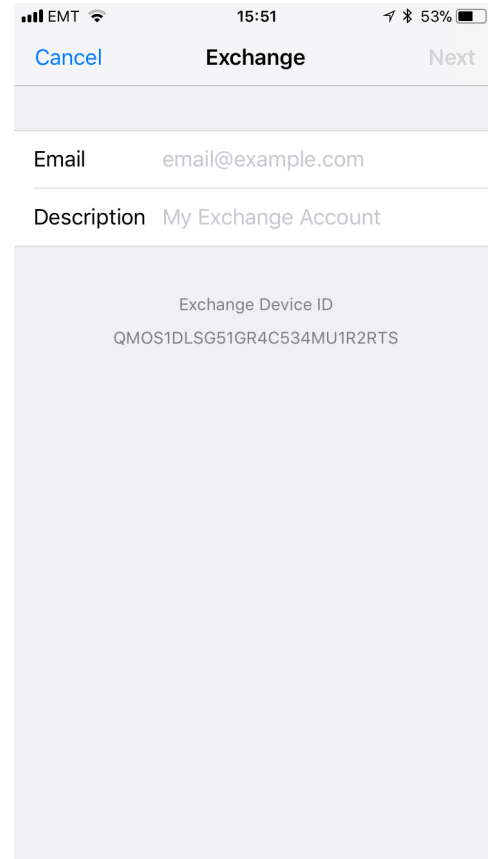 EMT 15:51 53%
Cancel Exchange Next
Email email@example.com
Description My Exchange Account
Exchange Device ID
QMOS1DLSG51GR4C534MU1R2RTS